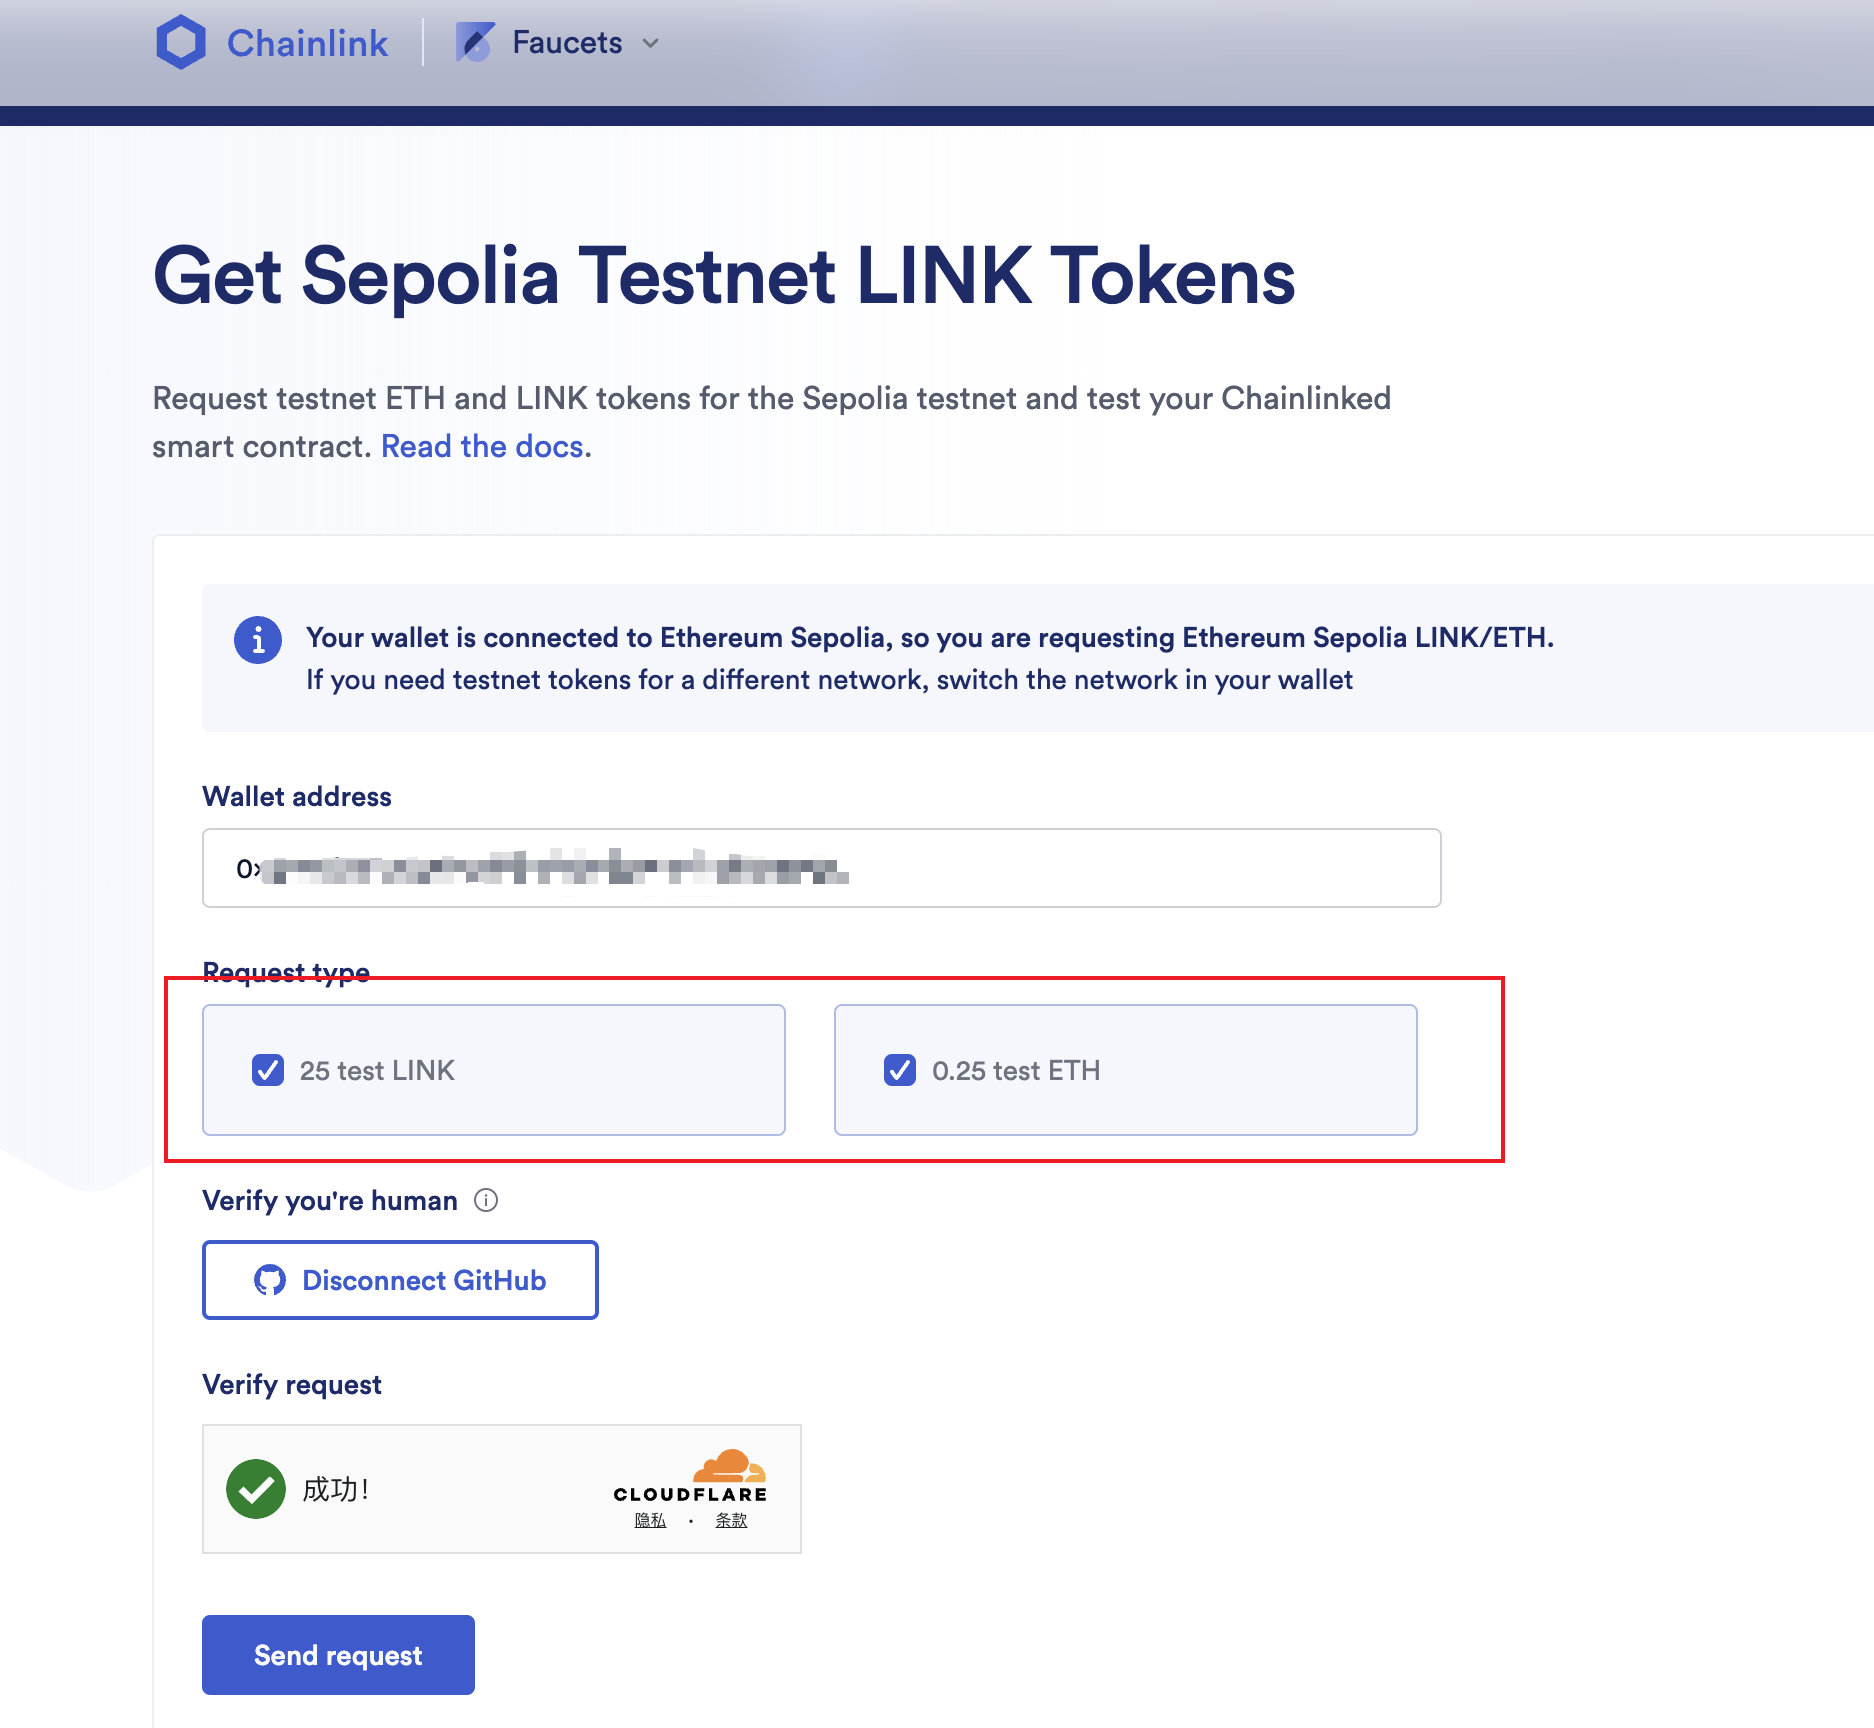 Chainlink
Faucets
Get Sepolia Testnet LINK Tokens
Request testnet ETH and LINK tokens for the Sepolia testnet and test your Chainlinked
smart contract. Read the docs.
Your wallet is connected to Ethereum Sepolia, so you are requesting Ethereum Sepolia LINK/ETH.
If you need testnet tokens for a different network, switch the network in your wallet
Wallet address
0x
Request type
25 test LINK
0.25 test ETH
Verify you're human
Disconnect GitHub
Verify request
成功!
CLOUDFLARE
隐私 • 条款
Send request